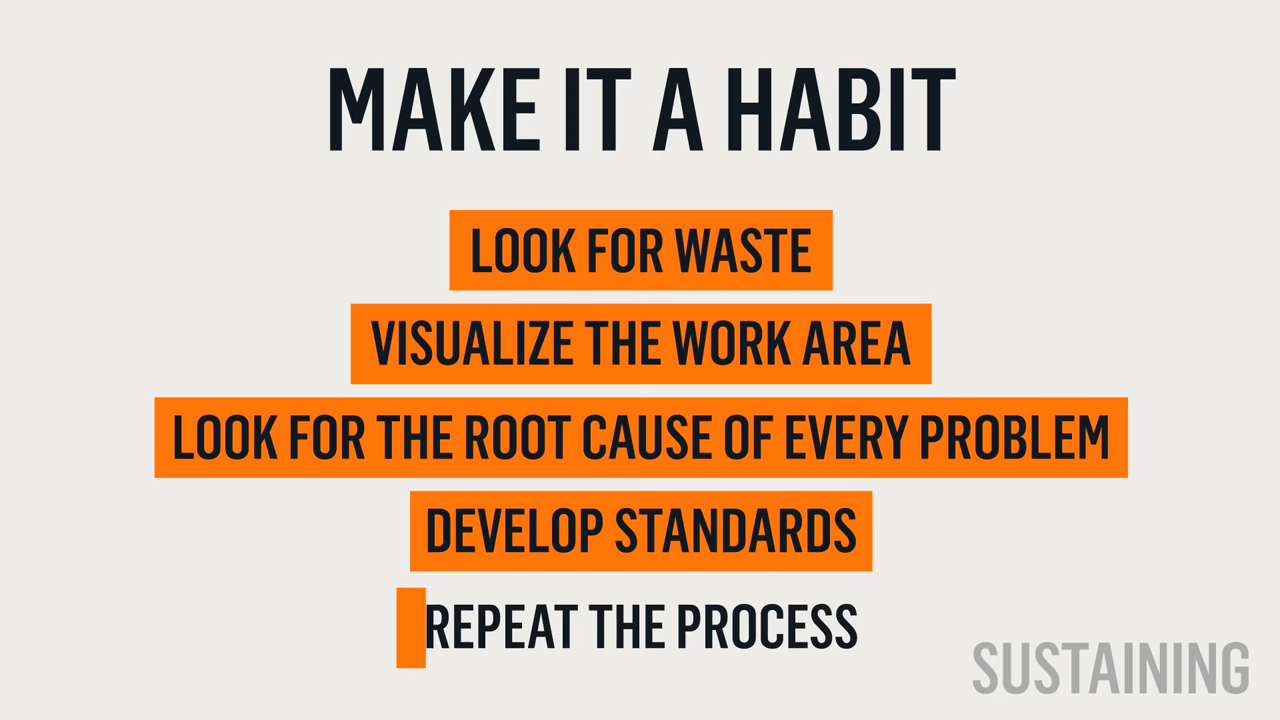 MAKE IT A HABIT
LOOK FOR WASTE
VISUALIZE THE WORK AREA
LOOK FOR THE ROOT CAUSE OF EVERY PROBLEM
DEVELOP STANDARDS
REPEAT THE PROCESS
SUSTAINING